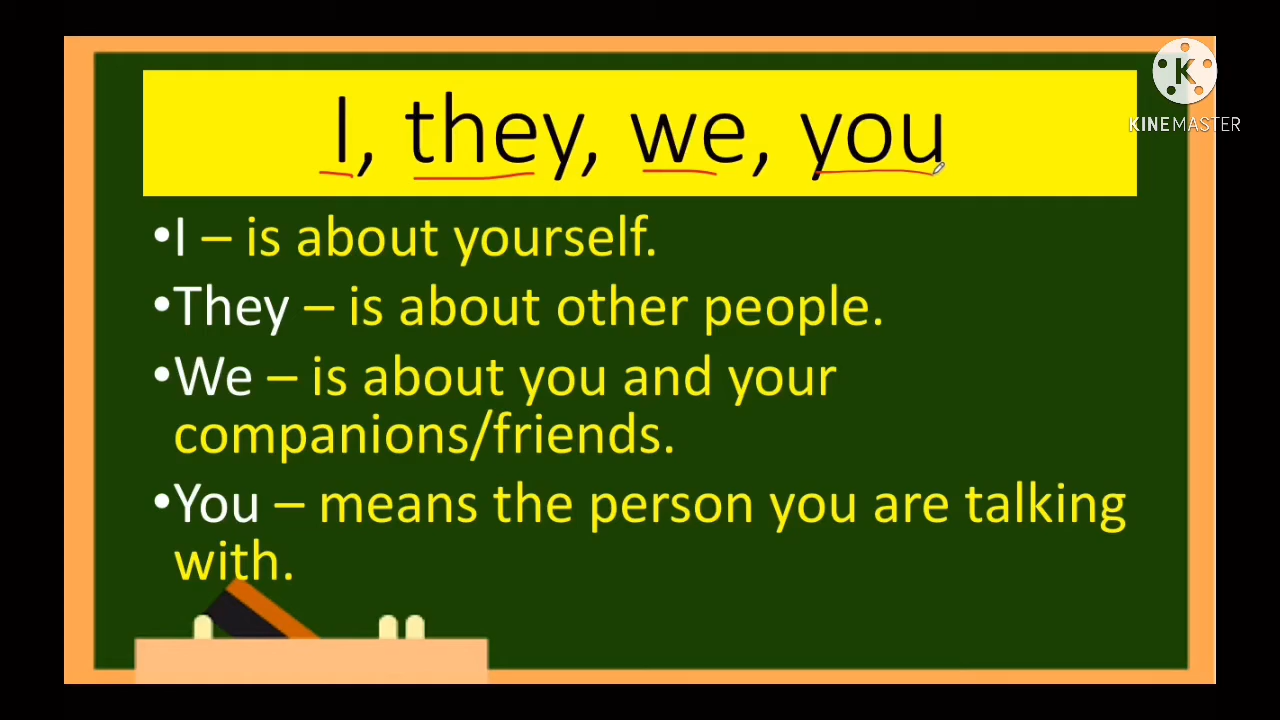 I, they, we, you
K
KINEMASTER
•I – is about yourself.
•They – is about other people.
•We – is about you and your
companions/friends.
•You – means the person you are talking
with.